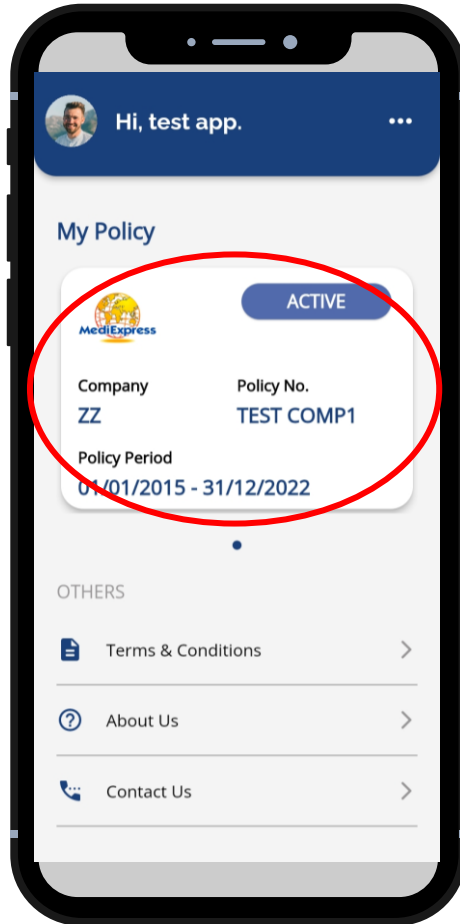 Hi, test app.
My Policy
MediExpress
ACTIVE
Company
Policy No.
ZZ
TEST COMP1
Policy Period
01/01/2015 - 31/12/2022
OTHERS
Terms & Conditions
About Us
Contact Us